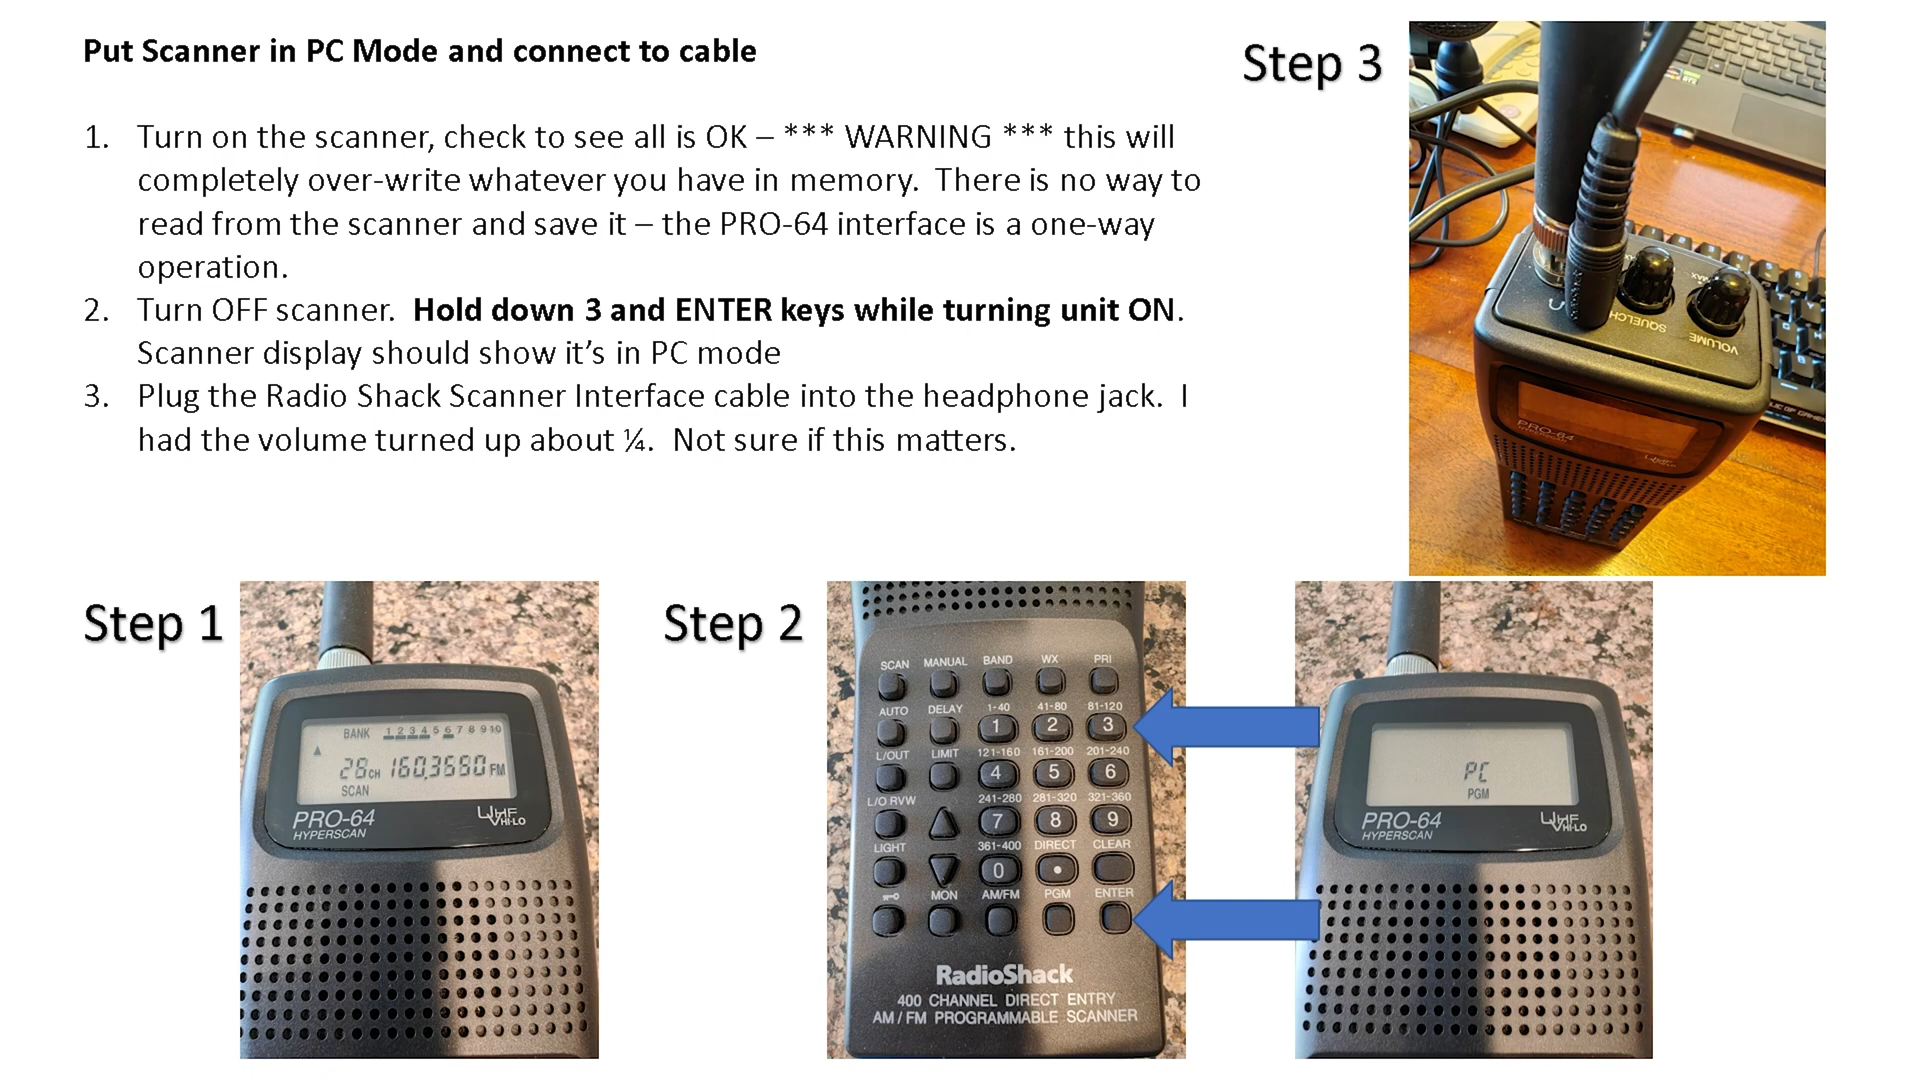 Put Scanner in PC Mode and connect to cable
1. Turn on the scanner, check to see all is OK – *** WARNING *** this will
completely over-write whatever you have in memory.  There is no way to
read from the scanner and save it – the PRO-64 interface is a one-way
operation.
2. Turn OFF scanner.  Hold down 3 and ENTER keys while turning unit ON.
Scanner display should show it’s in PC mode
3. Plug the Radio Shack Scanner Interface cable into the headphone jack.  I
had the volume turned up about ¼.  Not sure if this matters.
Step 3
SQUELCH
VOLUME
PRO-64
Step 1
BANK 1 2 3 4 5 6 7 8 9 10
28 CH 160.3680 FM
SCAN
PRO-64
HYPERSCAN
UHF
VHF HI-LO
Step 2
SCAN MANUAL BAND WX PRI
AUTO DELAY 1-40 41-80 81-120
1 2 3
L/OUT LIMIT 121-160 161-200 201-240
4 5 6
L/O RVW 241-280 281-320 321-360
7 8 9
LIGHT 361-400 DIRECT CLEAR
0 •
MON AM/FM PGM ENTER
RadioShack
400 CHANNEL DIRECT ENTRY
AM / FM PROGRAMMABLE SCANNER
PC
PGM
PRO-64
HYPERSCAN
UHF
VHF HI-LO